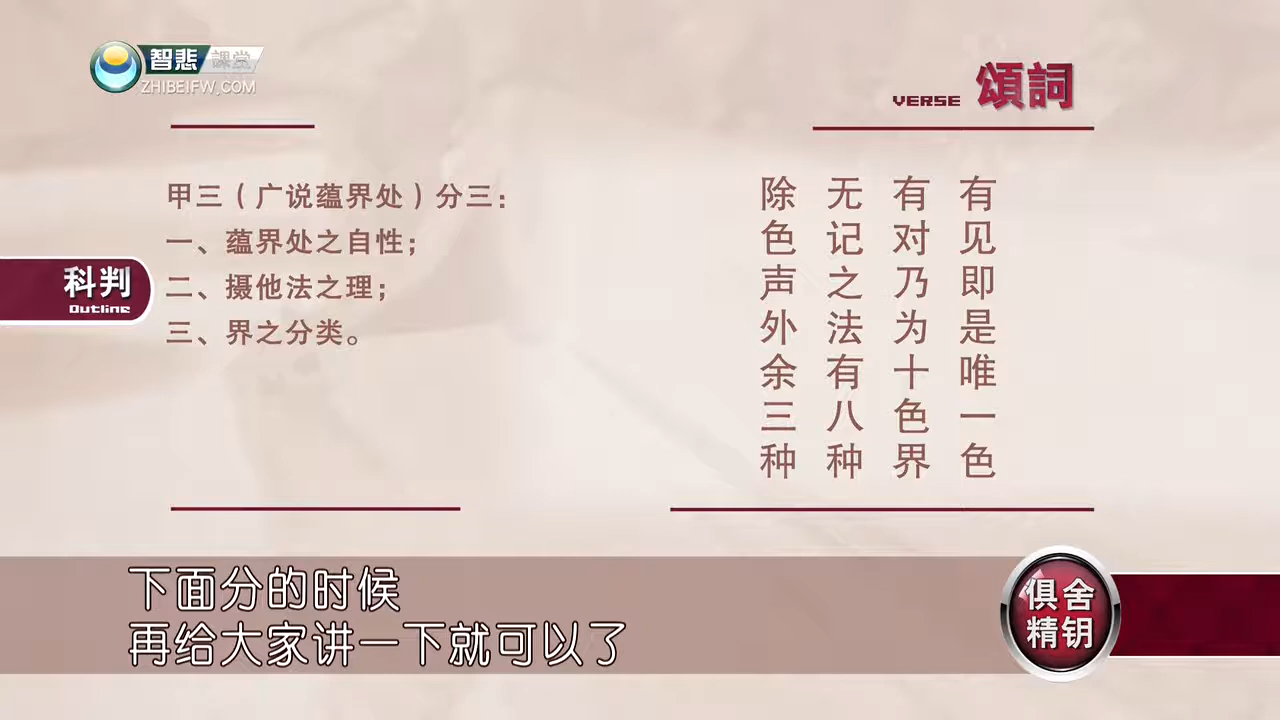 智悲課堂
ZHIBEIFW.COM
VERSE 頌詞
甲三（广说蕴界处）分三：
一、蕴界处之自性；
二、摄他法之理；
三、界之分类。
科判
Outline
有见即是唯一色
有对乃为十色界
无记之法有八种
除色声外余三种
下面分的时候
再给大家讲一下就可以了
俱舍
精钥